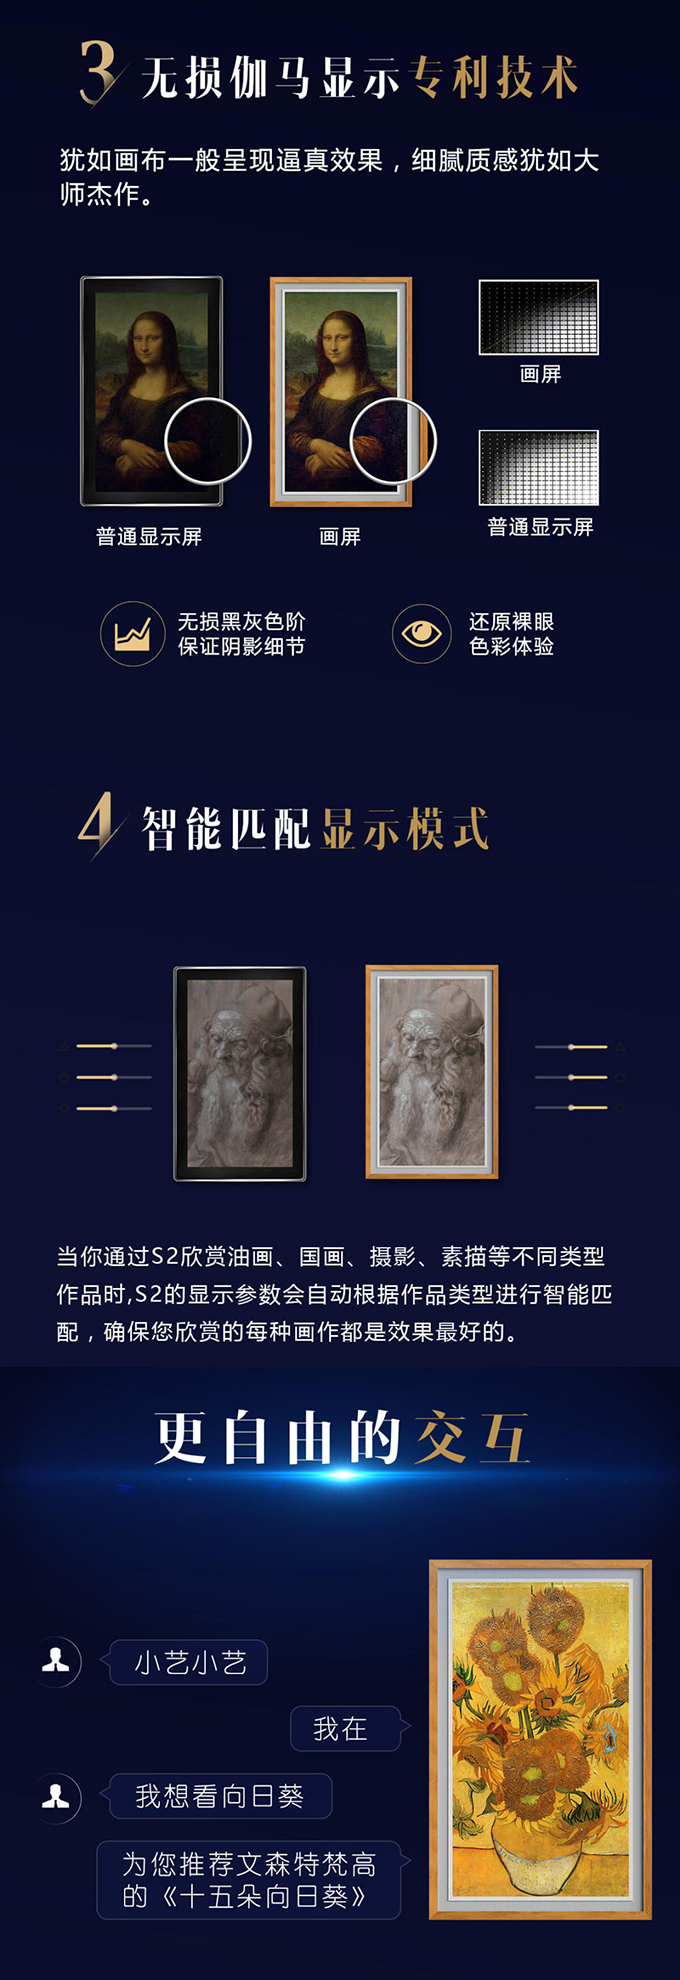 3 无损伽马显示专利技术
犹如画布一般呈现逼真效果，细腻质感犹如大
师杰作。
画屏
普通显示屏
普通显示屏
画屏
无损黑灰色阶
保证阴影细节
还原裸眼
色彩体验
4 智能匹配显示模式
当你通过S2欣赏油画、国画、摄影、素描等不同类型
作品时,S2的显示参数会自动根据作品类型进行智能匹
配，确保您欣赏的每种画作都是效果最好的。
更自由的交互
小艺小艺
我在
我想看向日葵
为您推荐文森特梵高
的《十五朵向日葵》